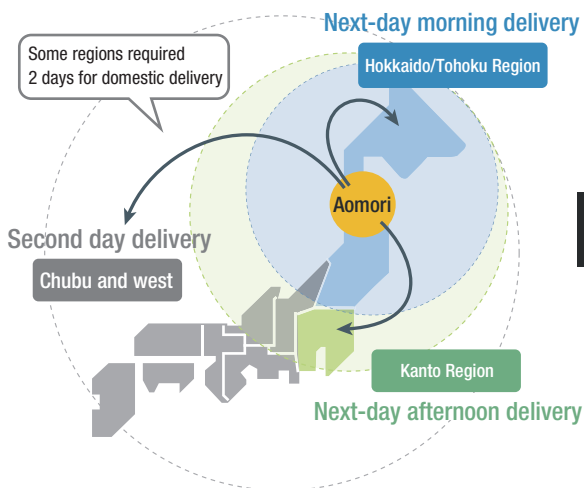 Next-day morning delivery
Hokkaido/Tohoku Region
Some regions required
2 days for domestic delivery
Aomori
Second day delivery
Chubu and west
Kanto Region
Next-day afternoon delivery